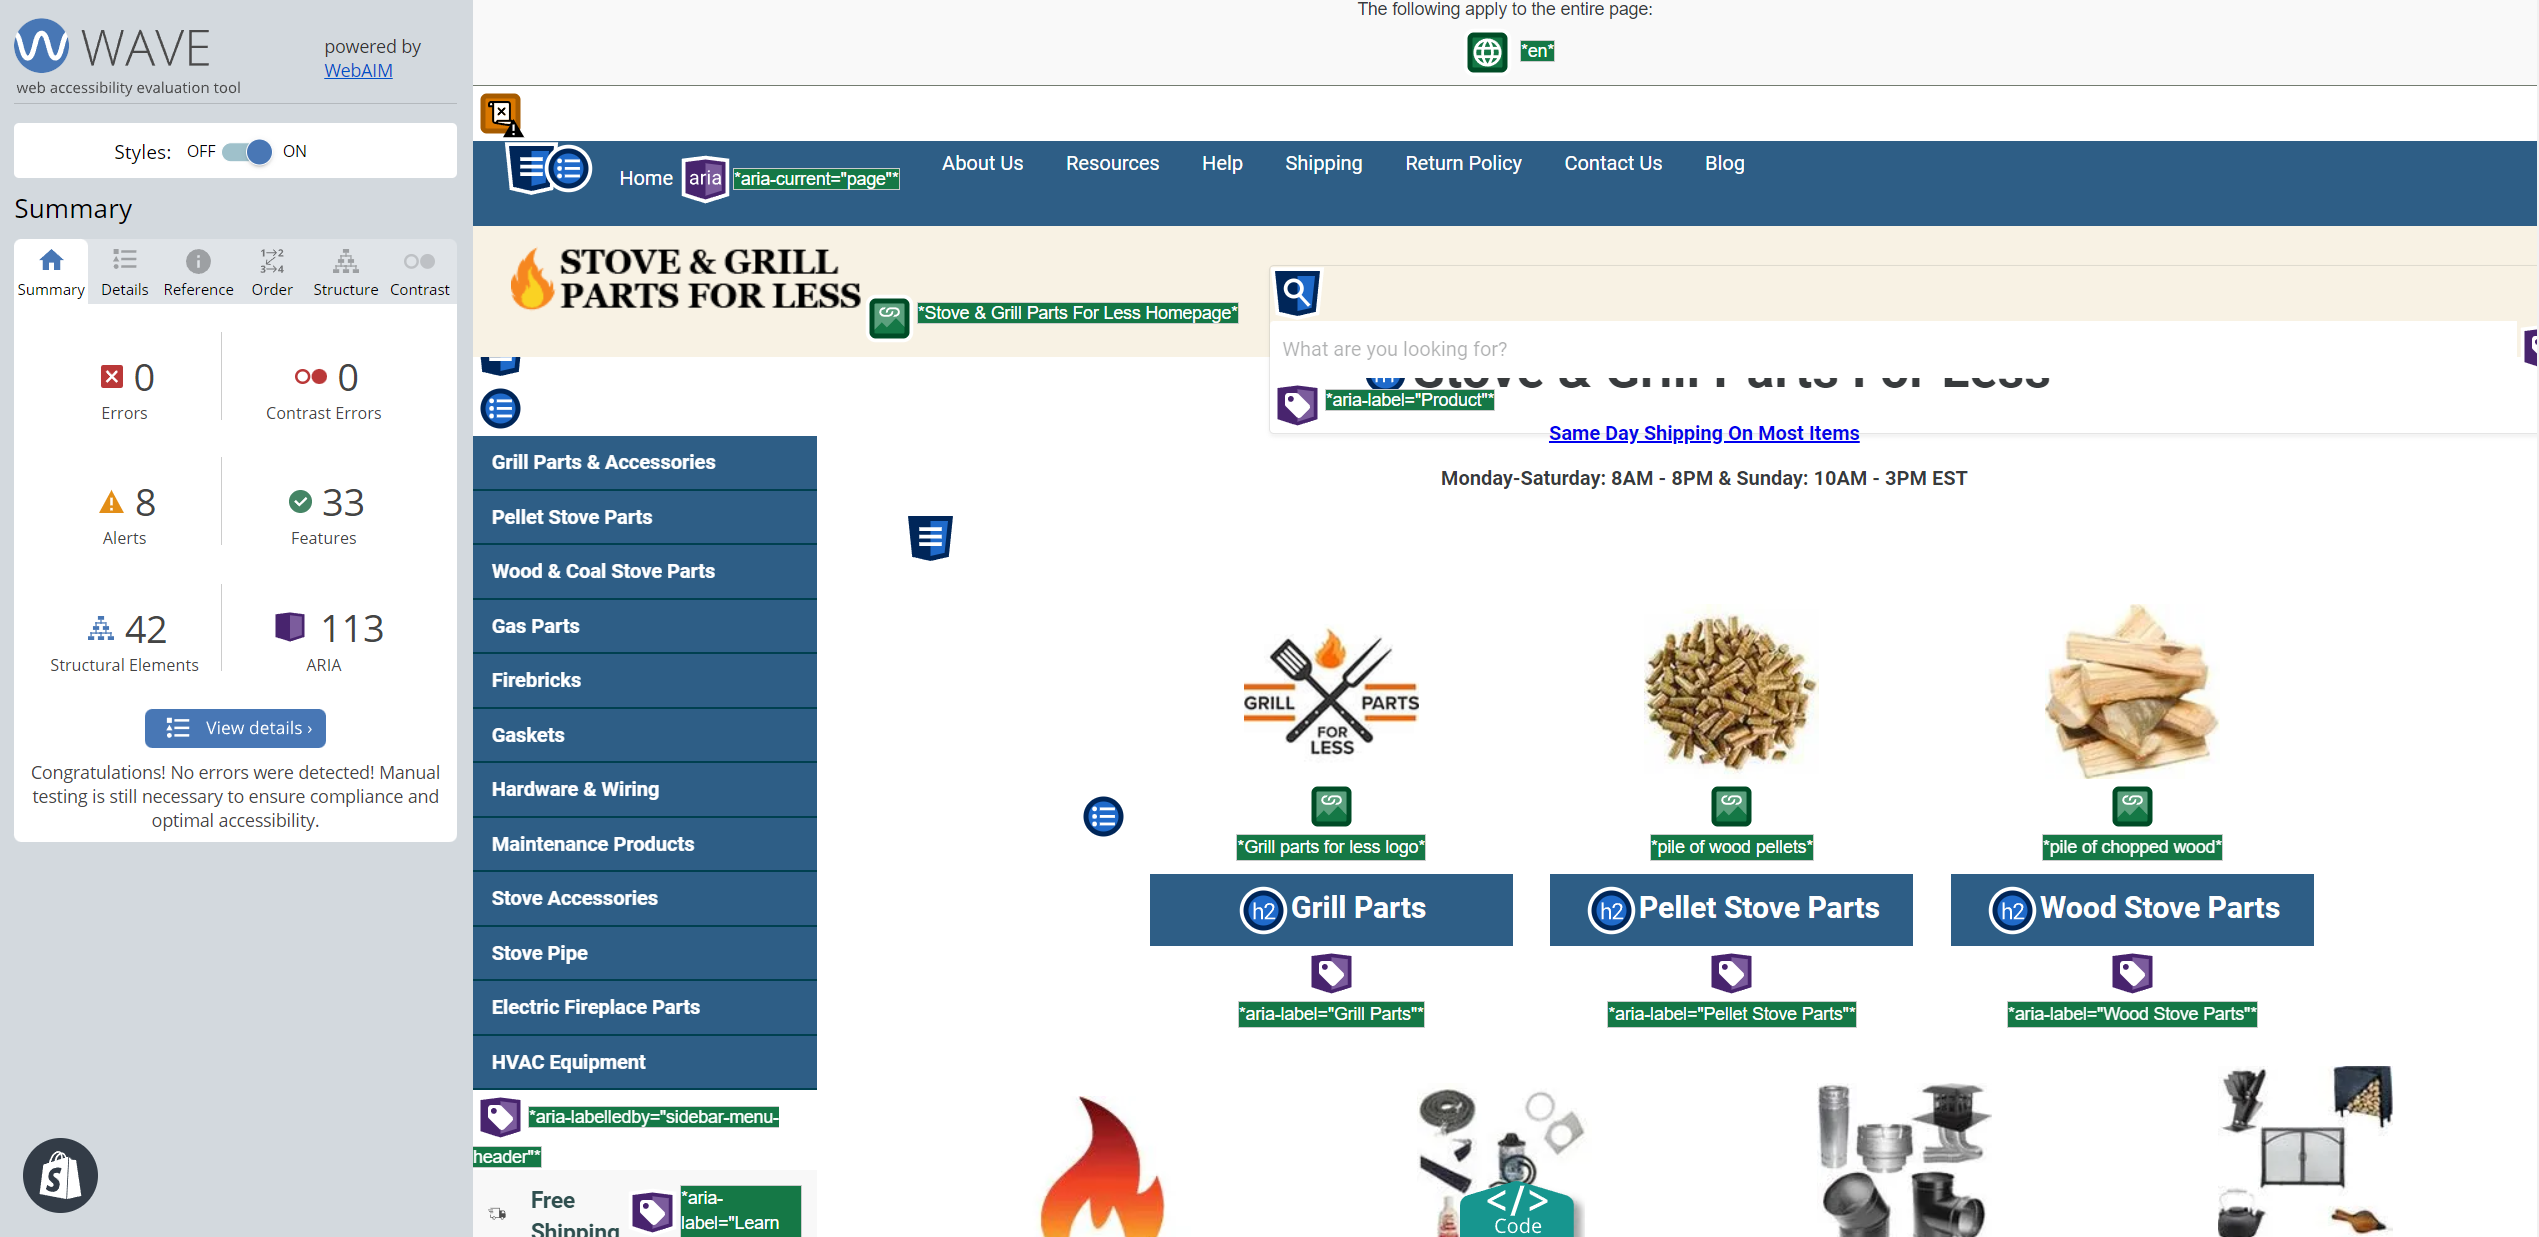 WAVE
powered by
WebAIM
web accessibility evaluation tool
Styles: OFF ON
Summary
Summary Details Reference Order Structure Contrast
0
Errors
0
Contrast Errors
8
Alerts
33
Features
42
Structural Elements
113
ARIA
View details ›
Congratulations! No errors were detected! Manual
testing is still necessary to ensure compliance and
optimal accessibility.
The following apply to the entire page:
*en*
Home aria *aria-current="page"* About Us Resources Help Shipping Return Policy Contact Us Blog
STOVE & GRILL
PARTS FOR LESS
*Stove & Grill Parts For Less Homepage*
What are you looking for?
Stove & Grill Parts For Less
*aria-label="Product"*
Same Day Shipping On Most Items
Monday-Saturday: 8AM - 8PM & Sunday: 10AM - 3PM EST
Grill Parts & Accessories
Pellet Stove Parts
Wood & Coal Stove Parts
Gas Parts
Firebricks
Gaskets
Hardware & Wiring
Maintenance Products
Stove Accessories
Stove Pipe
Electric Fireplace Parts
HVAC Equipment
*aria-labelledby="sidebar-menu-
header"*
Free
Shipping
*aria-
label="Learn
GRILL PARTS
FOR
LESS
*Grill parts for less logo*
*pile of wood pellets*
*pile of chopped wood*
h2 Grill Parts
h2 Pellet Stove Parts
h2 Wood Stove Parts
*aria-label="Grill Parts"*
*aria-label="Pellet Stove Parts"*
*aria-label="Wood Stove Parts"*
</>
Code